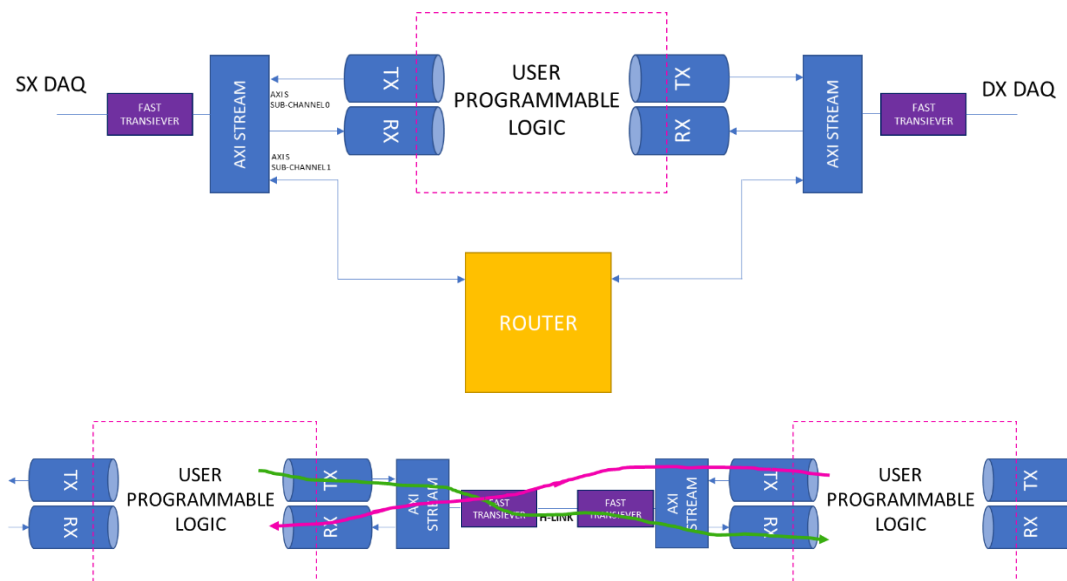 SX DAQ
FAST
TRANSIEVER
AXI STREAM
AXIS
SUB-CHANNEL0
AXIS
SUB-CHANNEL1
TX
RX
USER
PROGRAMMABLE
LOGIC
TX
RX
AXI STREAM
FAST
TRANSIEVER
DX DAQ
ROUTER
TX
RX
USER
PROGRAMMABLE
LOGIC
TX
RX
AXI
STREAM
FAST
TRANSIEVER
H-LINK
FAST
TRANSIEVER
AXI
STREAM
TX
RX
USER
PROGRAMMABLE
LOGIC
TX
RX